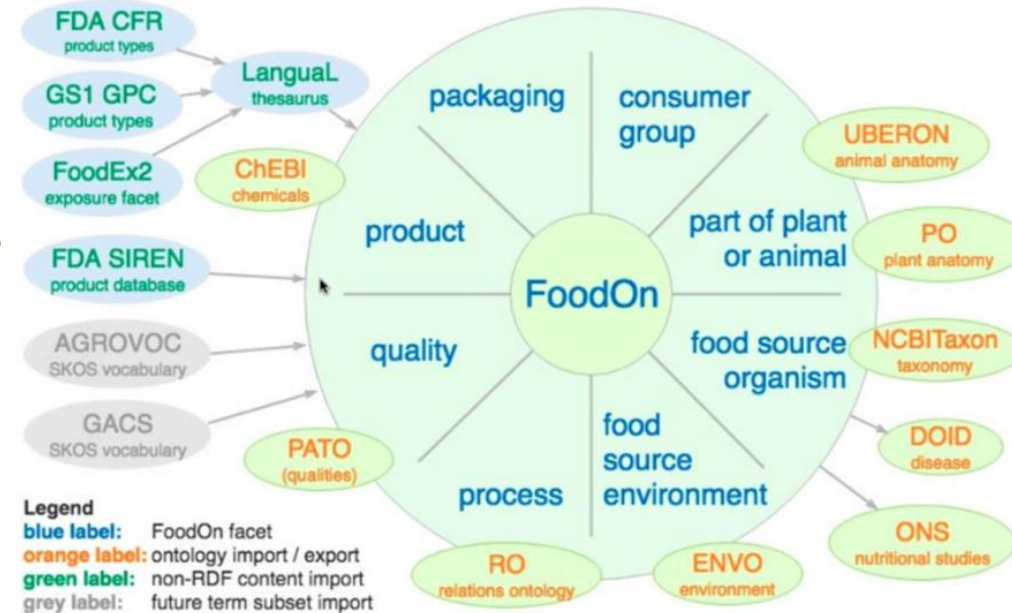 FDA CFR
product types
GS1 GPC
product types
FoodEx2
exposure facet
LanguaL
thesaurus
ChEBI
chemicals
FDA SIREN
product database
AGROVOC
SKOS vocabulary
GACS
SKOS vocabulary
PATO
(qualities)
packaging
consumer
group
product
part of plant
or animal
FoodOn
quality
food source
organism
process
food
source
environment
UBERON
animal anatomy
PO
plant anatomy
NCBITaxon
taxonomy
DOID
disease
ONS
nutritional studies
RO
relations ontology
ENVO
environment
Legend
blue label: FoodOn facet
orange label: ontology import / export
green label: non-RDF content import
grey label: future term subset import